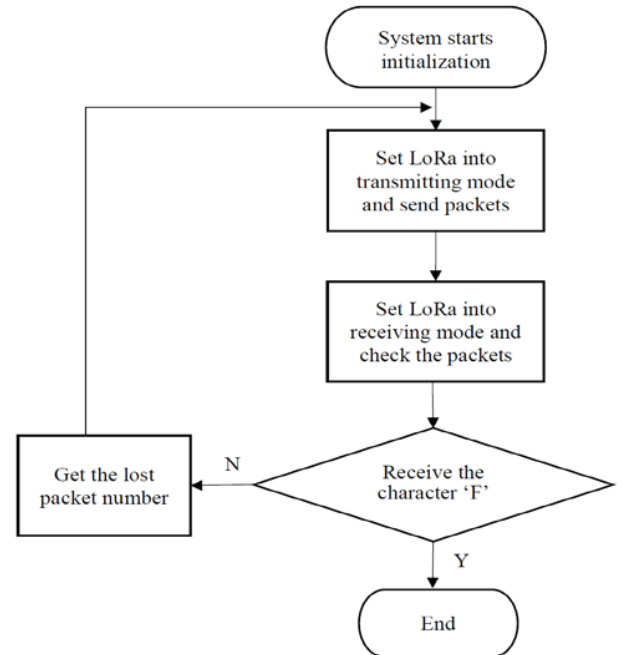 System starts
initialization
Set LoRa into
transmitting mode
and send packets
Set LoRa into
receiving mode and
check the packets
Get the lost
packet number
N
Receive the
character ‘F’
Y
End